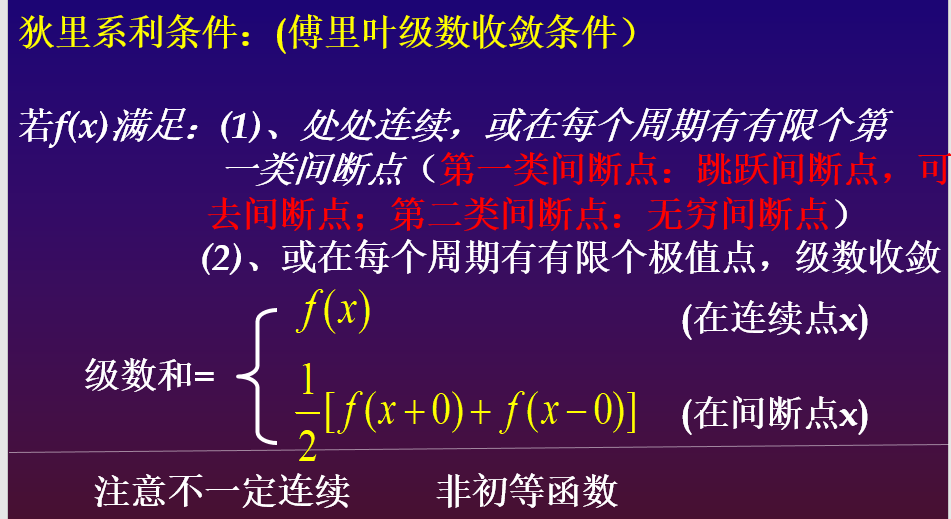 狄里系利条件：(傅里叶级数收敛条件）
若f(x)满足：(1)、处处连续，或在每个周期有有限个第
一类间断点（第一类间断点：跳跃间断点，可
去间断点；第二类间断点：无穷间断点）
(2)、或在每个周期有有限个极值点，级数收敛
f(x) (在连续点x)
级数和=
1/2[f(x+0)+f(x−0)] (在间断点x)
注意不一定连续 非初等函数